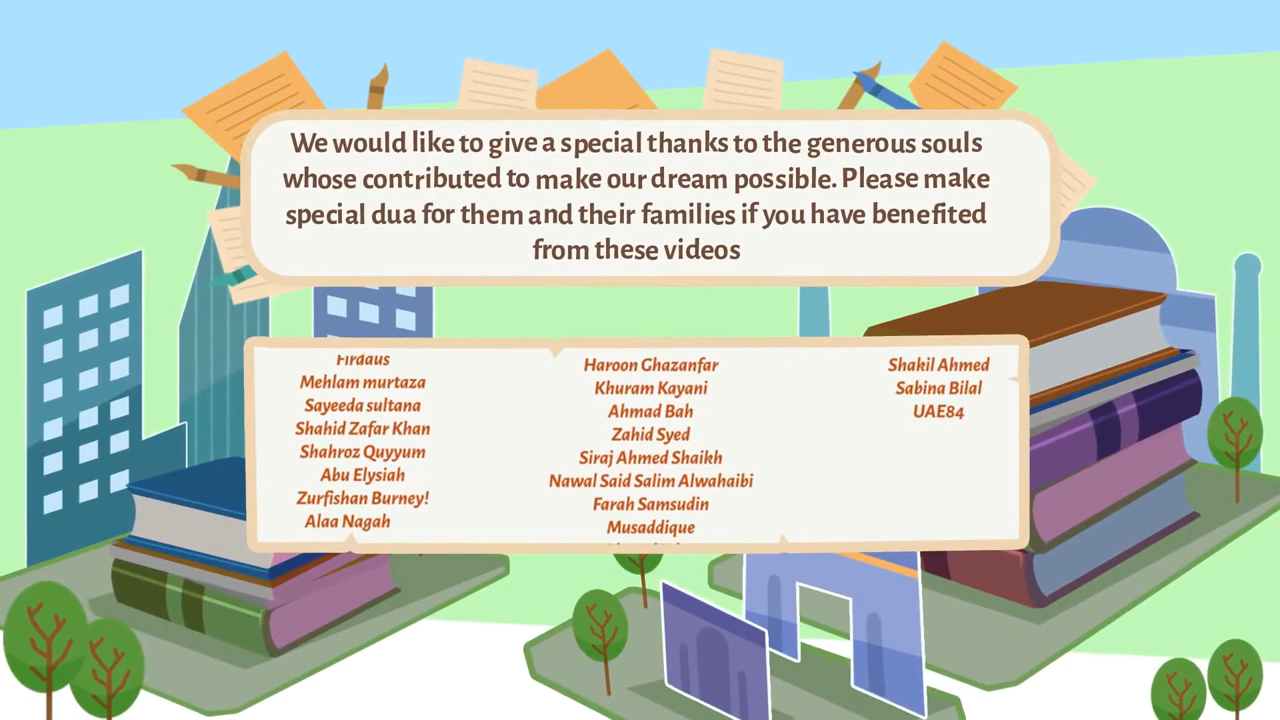 We would like to give a special thanks to the generous souls
whose contributed to make our dream possible. Please make
special dua for them and their families if you have benefited
from these videos
Firdaus
Mehlam murtaza
Sayeeda sultana
Shahid Zafar Khan
Shahroz Quyyum
Abu Elysiah
Zurfishan Burney!
Alaa Nagah
Haroon Ghazanfar
Khuram Kayani
Ahmad Bah
Zahid Syed
Siraj Ahmed Shaikh
Nawal Said Salim Alwahaibi
Farah Samsudin
Musaddique
Shakil Ahmed
Sabina Bilal
UAE84